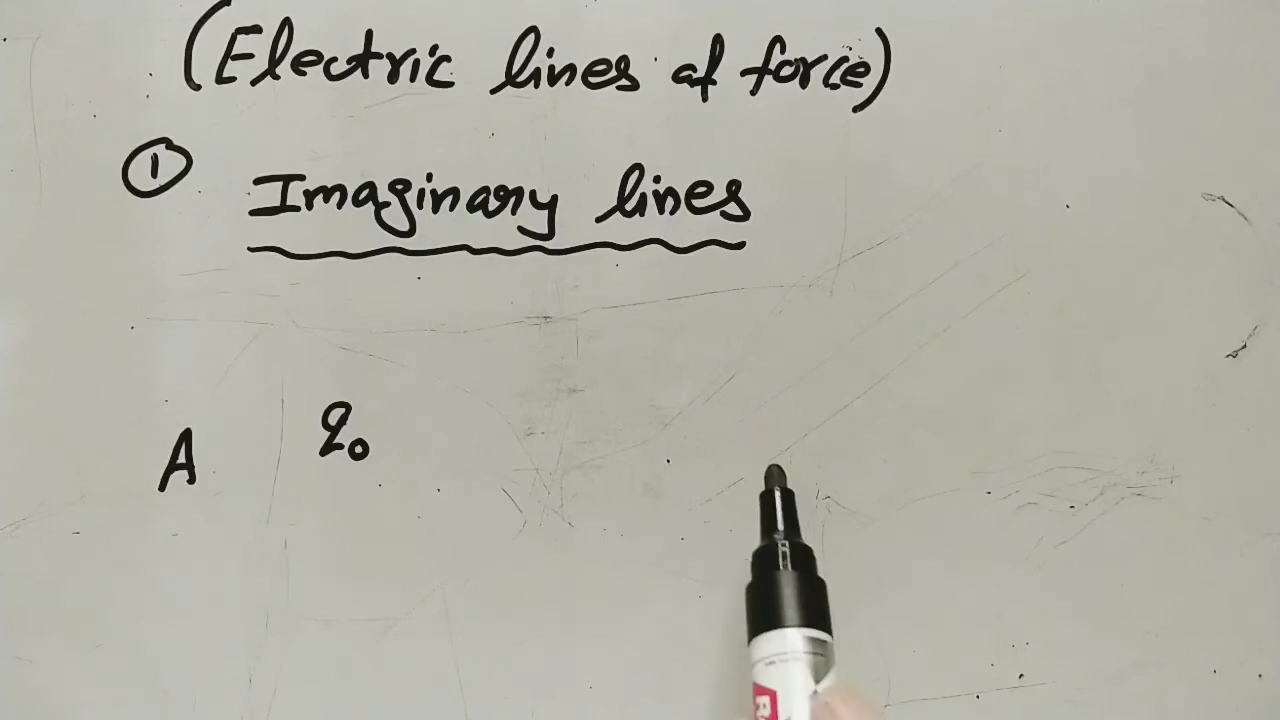 (Electric lines of force)
① Imaginary lines
A q₀